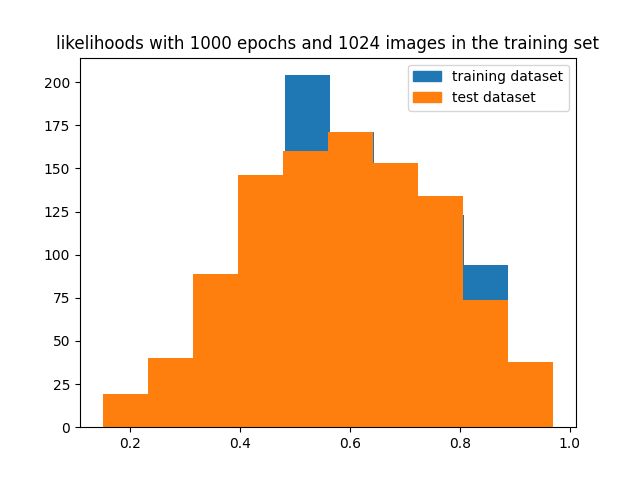 likelihoods with 1000 epochs and 1024 images in the training set
training dataset
test dataset
200
175
150
125
100
75
50
25
0
0.2 0.4 0.6 0.8 1.0